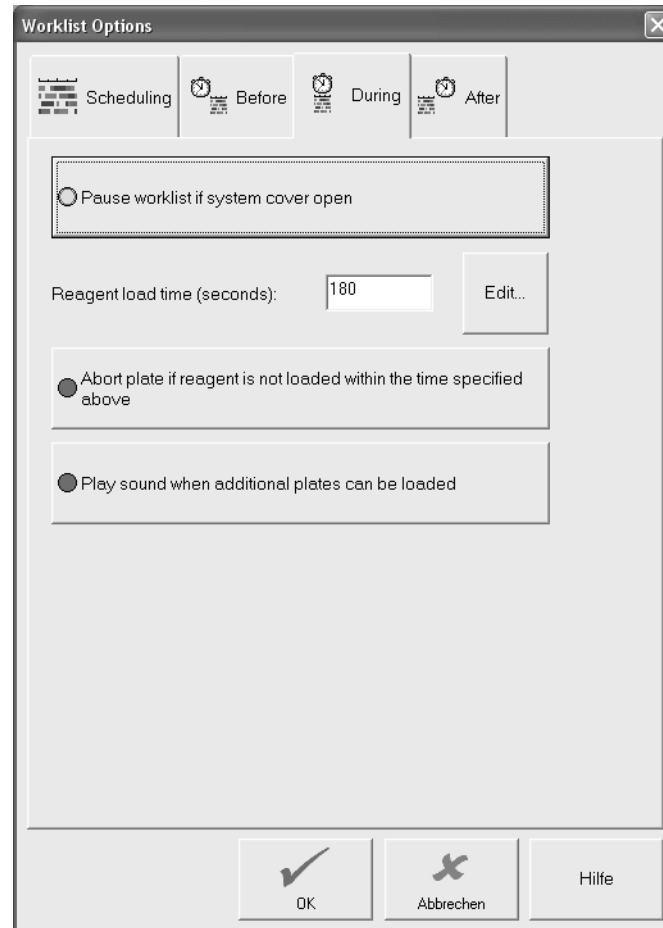 Worklist Options
Scheduling
Before
During
After
Pause worklist if system cover open
Reagent load time (seconds):
180
Edit...
Abort plate if reagent is not loaded within the time specified
above
Play sound when additional plates can be loaded
OK
Abbrechen
Hilfe